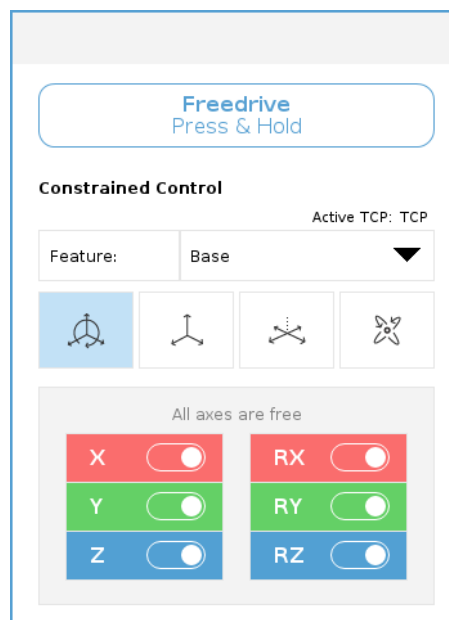 Freedrive
Press & Hold
Constrained Control
Active TCP: TCP
Feature: Base
All axes are free
X RX
Y RY
Z RZ